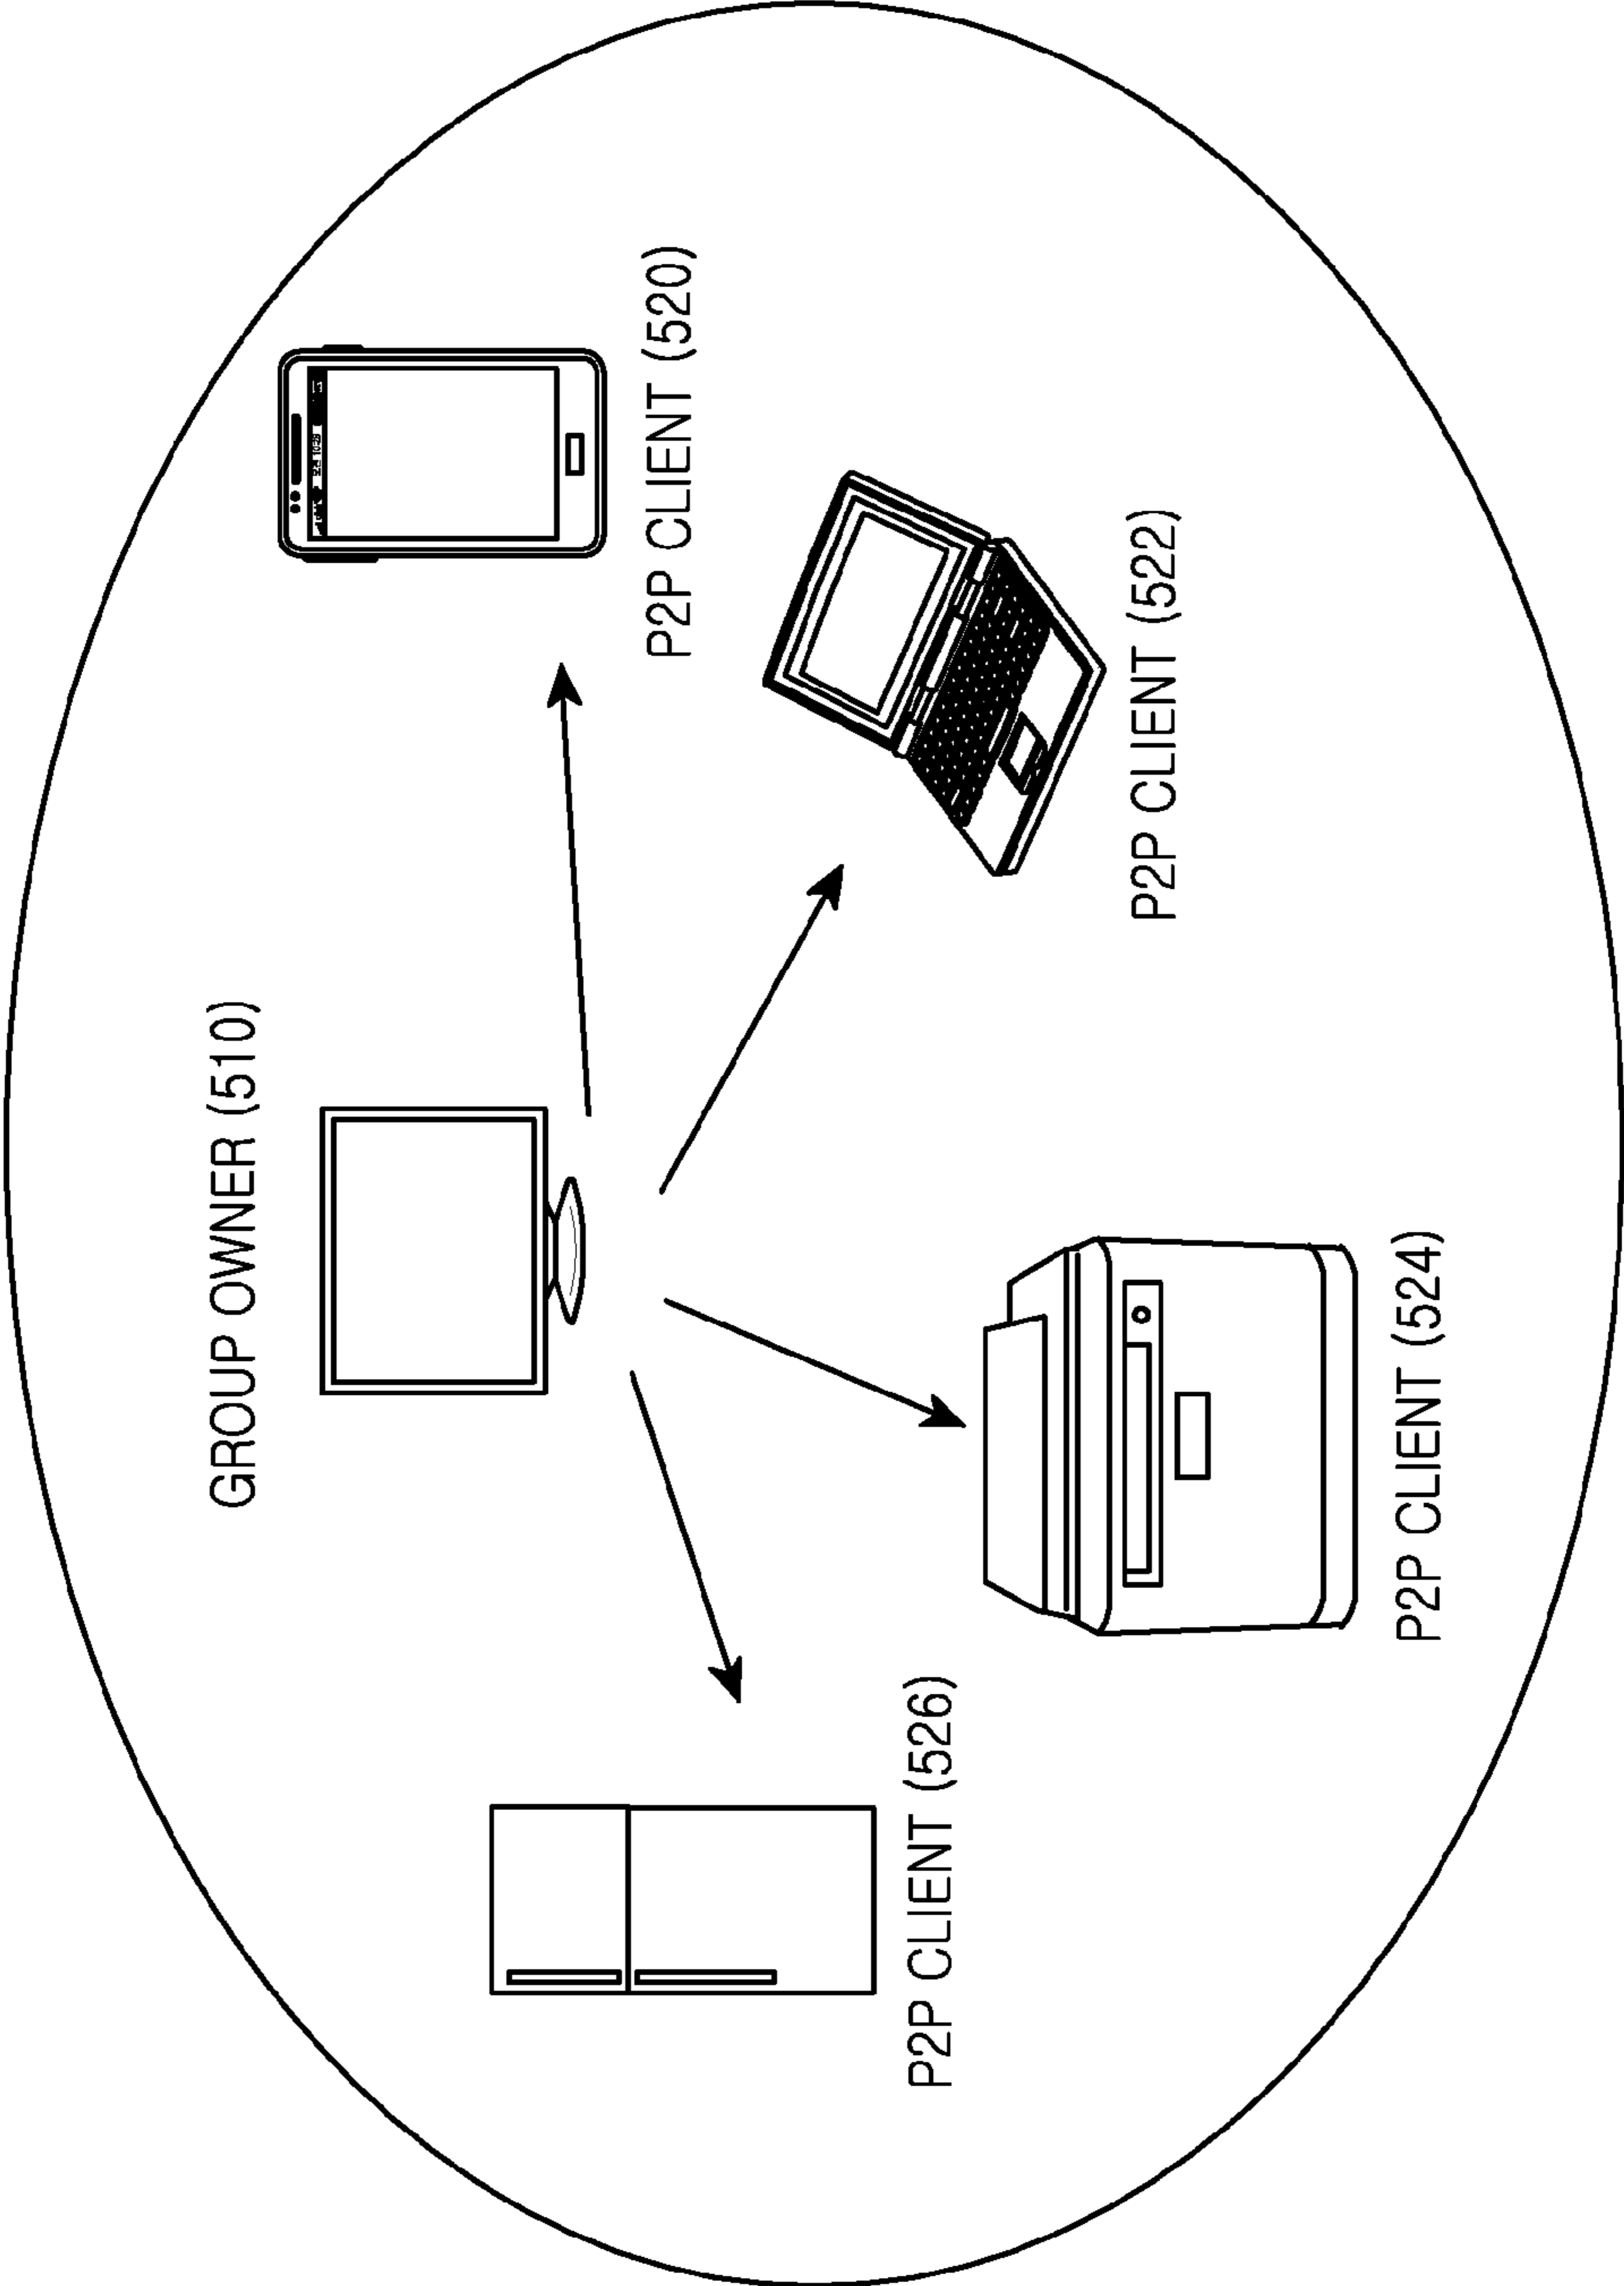 GROUP OWNER (510)
P2P CLIENT (526)
P2P CLIENT (520)
P2P CLIENT (524)
P2P CLIENT (522)